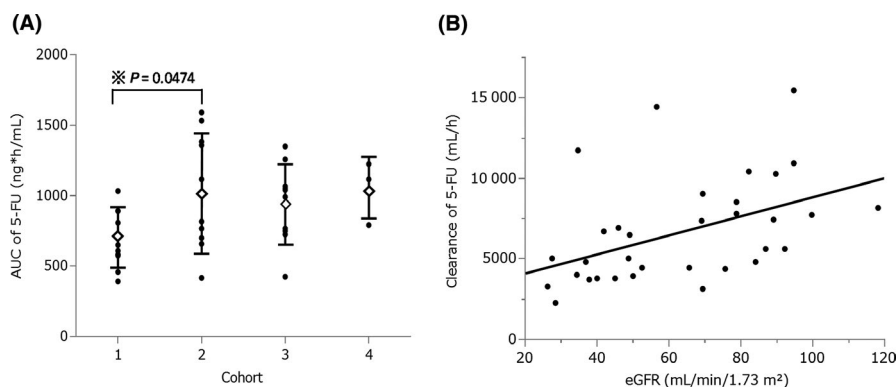 (A)
2000
1500
1000
500
0
AUC of 5-FU (ng*h/mL)
※ P = 0.0474
1 2 3 4
Cohort
(B)
15 000
10 000
5000
0
Clearance of 5-FU (mL/h)
20 40 60 80 100 120
eGFR (mL/min/1.73 m²)